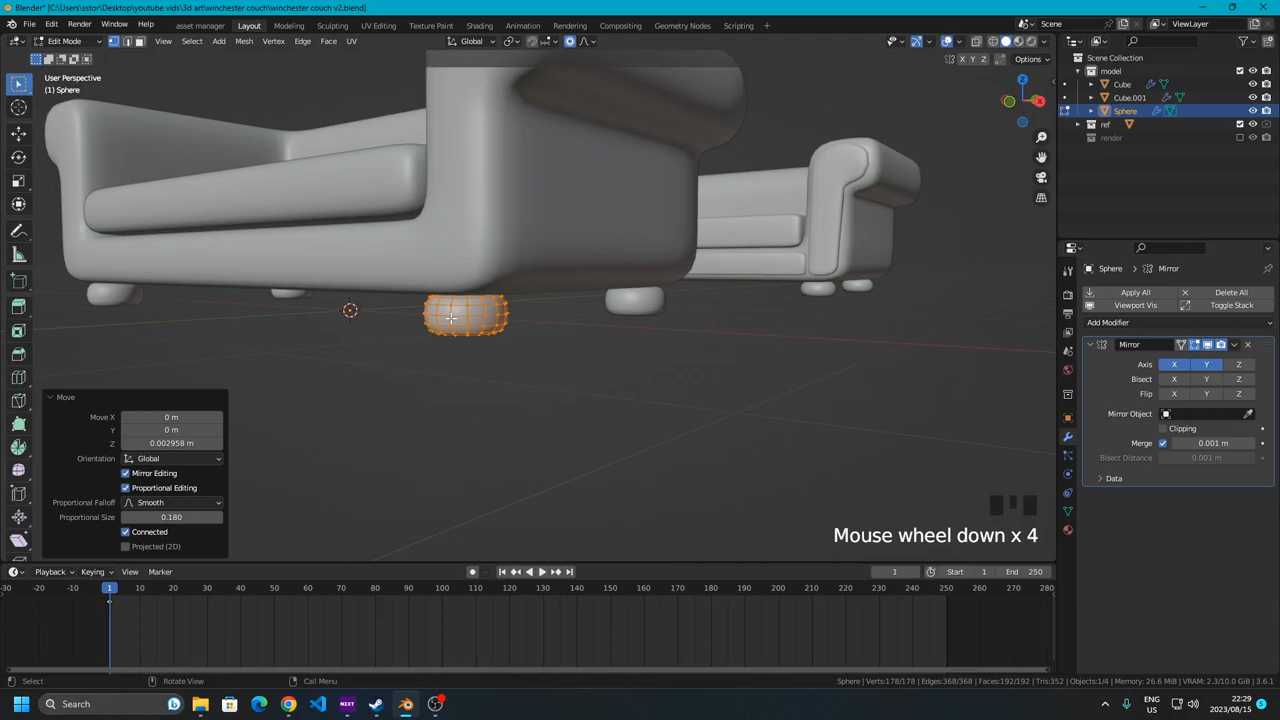 Blender* [C:\Users\sstor\Desktop\youtube vids\3d art\winchester couch\winchester couch v2.blend]
File Edit Render Window Help asset manager Layout Modeling Sculpting UV Editing Texture Paint Shading Animation Rendering Compositing Geometry Nodes Scripting + Scene ViewLayer
Edit Mode View Select Add Mesh Vertex Edge Face UV Global
X Y Z Options
User Perspective
(1) Sphere
Scene Collection
model
Cube
Cube.001
Sphere
ref
render
Sphere > Mirror
Apply All Delete All
Viewport Vis Toggle Stack
Add Modifier
Mirror
Axis X Y Z
Bisect X Y Z
Flip X Y Z
Mirror Object
Clipping
Merge 0.001 m
Bisect Distance 0.001 m
Data
Move
Move X 0 m
Y 0 m
Z 0.002958 m
Orientation Global
Mirror Editing
Proportional Editing
Proportional Falloff Smooth
Proportional Size 0.180
Connected
Projected (2D)
Mouse wheel down x 4
Playback Keying View Marker 1 Start 1 End 250
-30 -20 -10 1 10 20 30 40 50 60 70 80 90 100 110 120 130 140 150 160 170 180 190 200 210 220 230 240 250 260 270 280
Select Rotate View Call Menu Sphere | Verts:178/178 | Edges:368/368 | Faces:192/192 | Tris:352 | Objects:1/4 | Memory: 26.6 MiB | VRAM: 2.3/10.0 GiB | 3.6.1
Search NZXT ENG US 22:29 2023/08/15